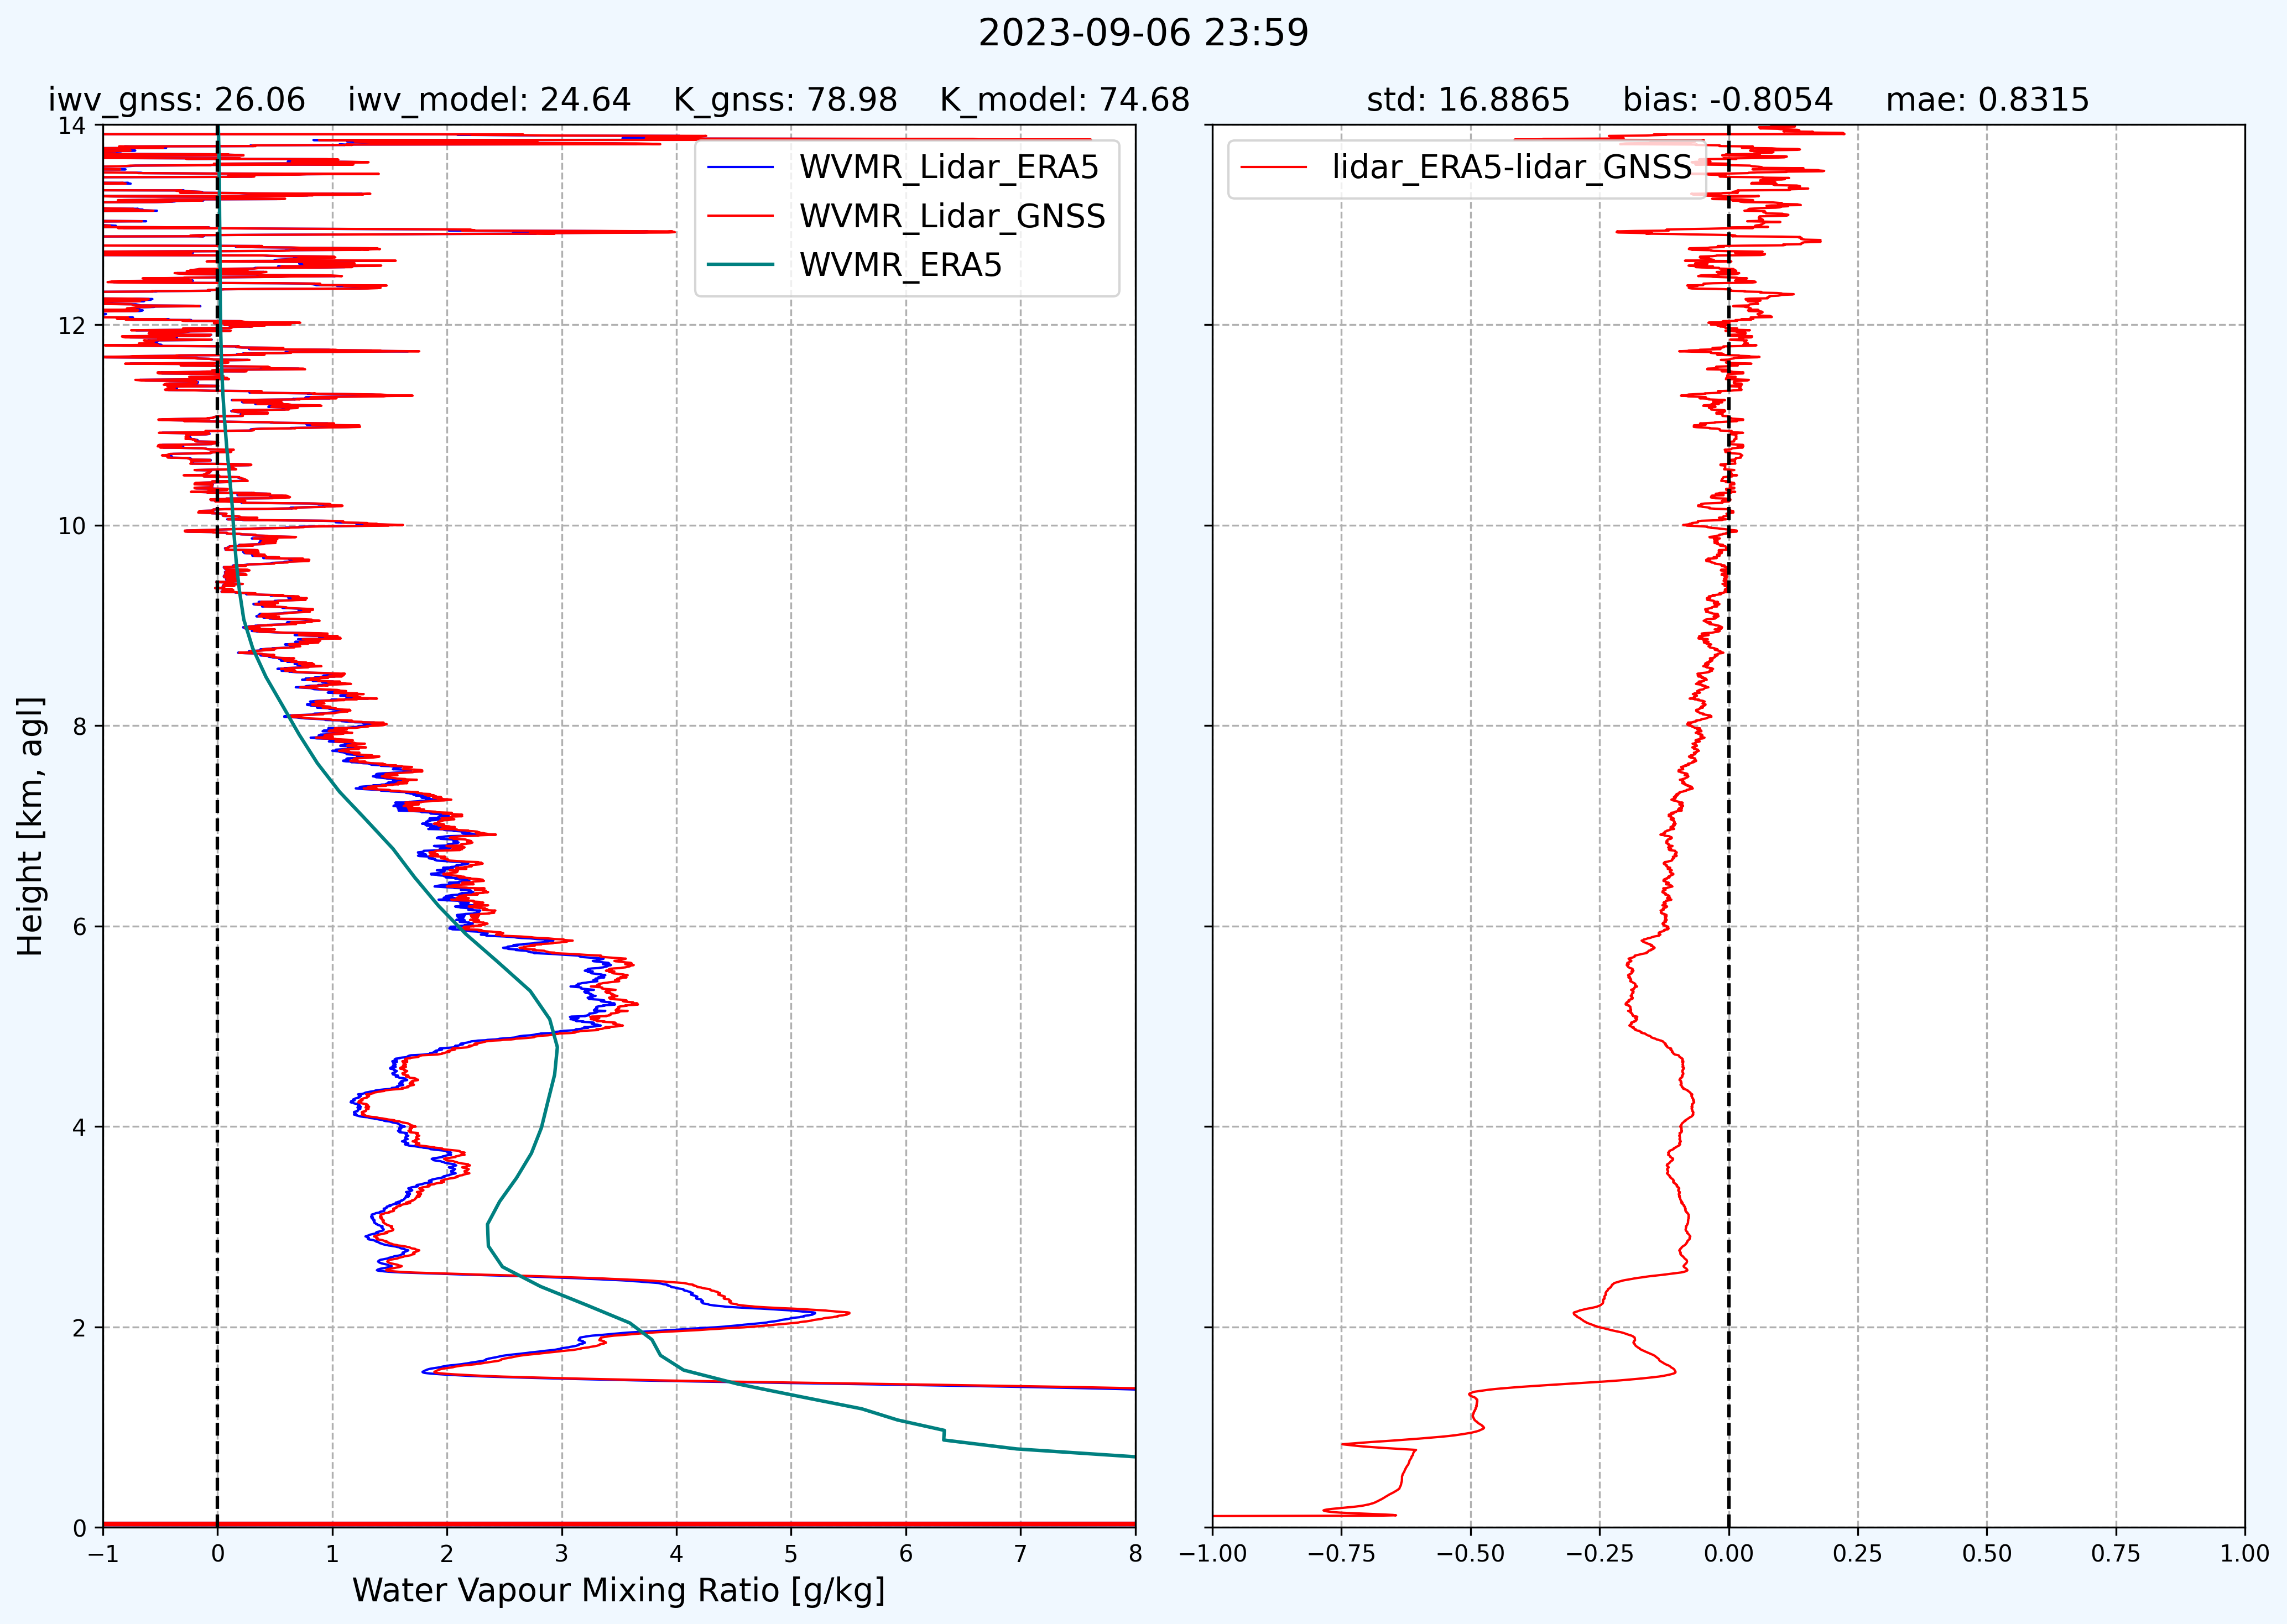 2023-09-06 23:59
iwv_gnss: 26.06 iwv_model: 24.64 K_gnss: 78.98 K_model: 74.68
std: 16.8865 bias: -0.8054 mae: 0.8315
WVMR_Lidar_ERA5
WVMR_Lidar_GNSS
WVMR_ERA5
lidar_ERA5-lidar_GNSS
Height [km, agl]
14
12
10
8
6
4
2
0
−1 0 1 2 3 4 5 6 7 8
Water Vapour Mixing Ratio [g/kg]
−1.00 −0.75 −0.50 −0.25 0.00 0.25 0.50 0.75 1.00